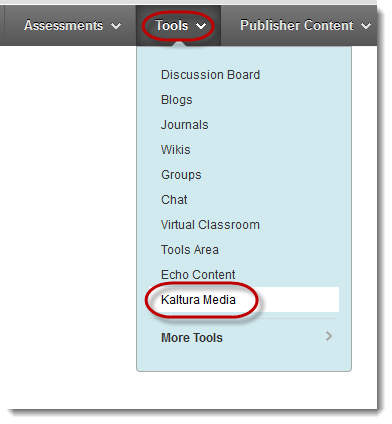 Assessments Tools Publisher Content
Discussion Board
Blogs
Journals
Wikis
Groups
Chat
Virtual Classroom
Tools Area
Echo Content
Kaltura Media
More Tools